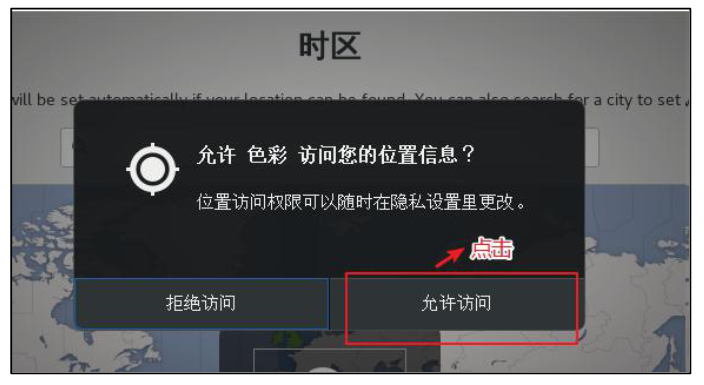 时区
will be set automatically if your location can be found. You can also search for a city to set
允许 色彩 访问您的位置信息？
位置访问权限可以随时在隐私设置里更改。
点击
拒绝访问
允许访问